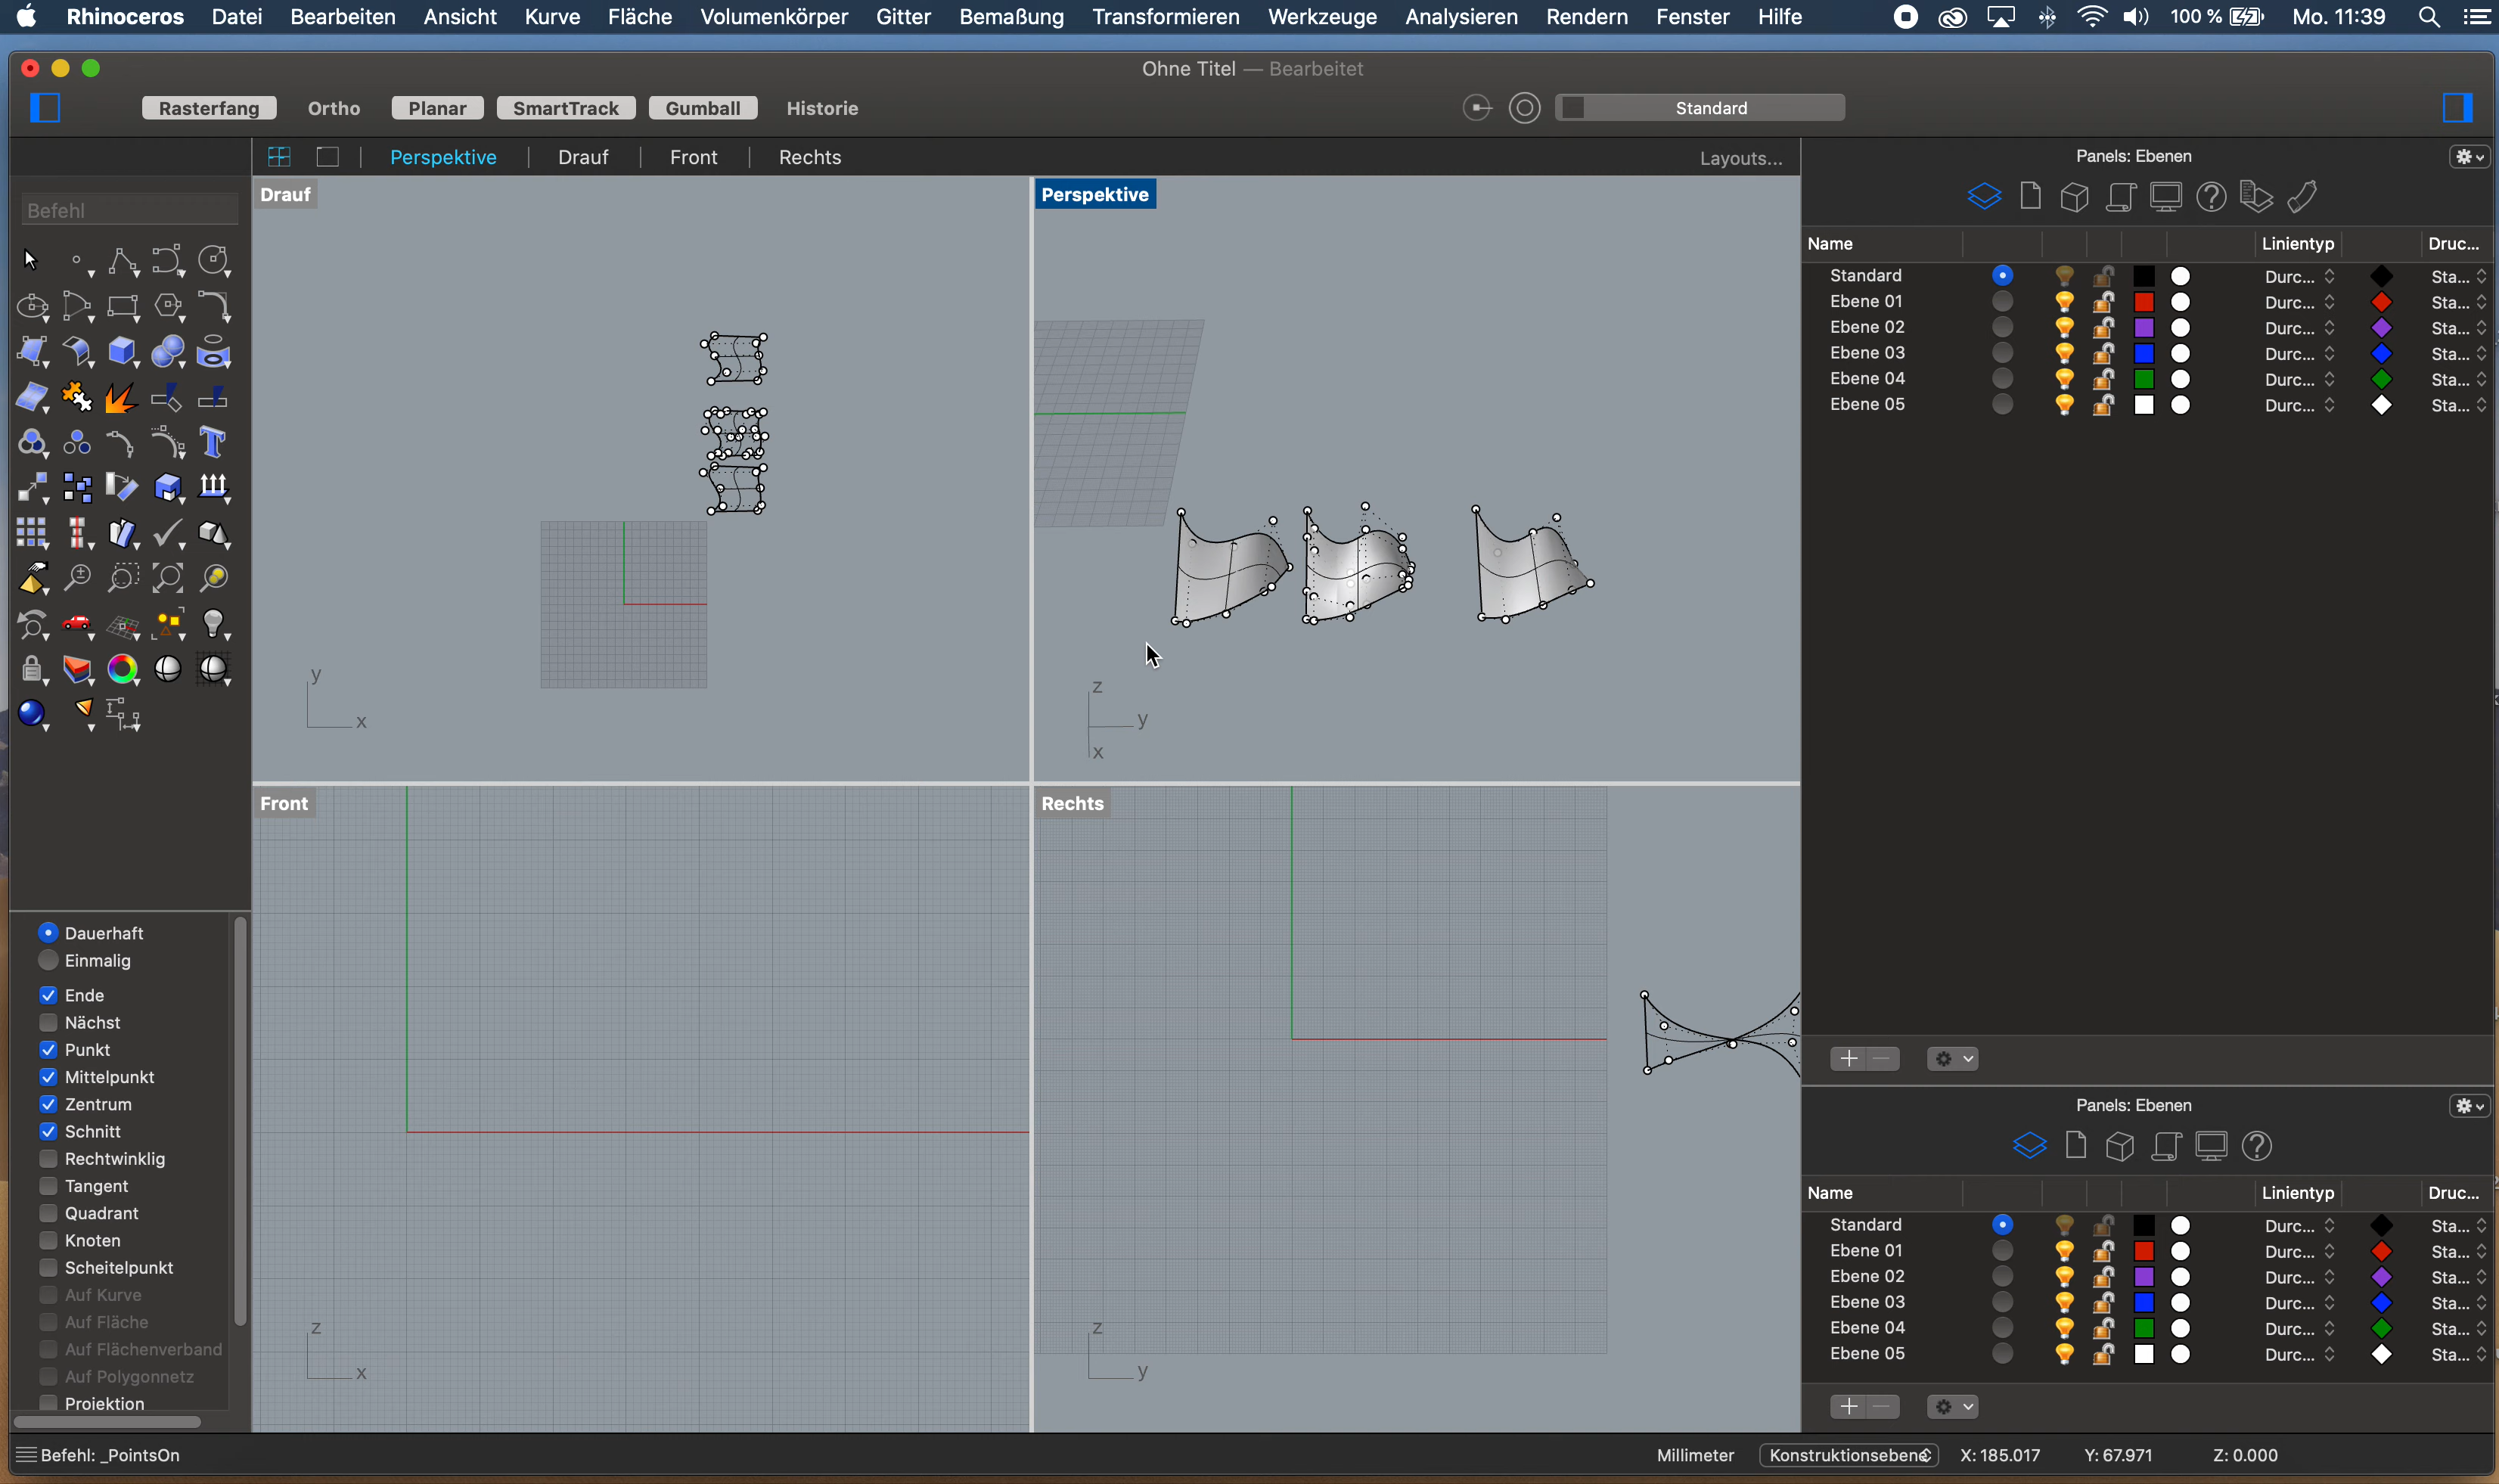 Rhinoceros Datei Bearbeiten Ansicht Kurve Fläche Volumenkörper Gitter Bemaßung Transformieren Werkzeuge Analysieren Rendern Fenster Hilfe 100 % Mo. 11:39
Ohne Titel — Bearbeitet
Rasterfang Ortho Planar SmartTrack Gumball Historie Standard
Perspektive Drauf Front Rechts Layouts...
Panels: Ebenen
Befehl
Drauf
Perspektive
Name Linientyp Druc...
Standard Durc... Sta...
Ebene 01 Durc... Sta...
Ebene 02 Durc... Sta...
Ebene 03 Durc... Sta...
Ebene 04 Durc... Sta...
Ebene 05 Durc... Sta...
y
x
z
y
x
Front
Rechts
z
x
z
y
Dauerhaft
Einmalig
Ende
Nächst
Punkt
Mittelpunkt
Zentrum
Schnitt
Rechtwinklig
Tangent
Quadrant
Knoten
Scheitelpunkt
Auf Kurve
Auf Fläche
Auf Flächenverband
Auf Polygonnetz
Projektion
Panels: Ebenen
Name Linientyp Druc...
Standard Durc... Sta...
Ebene 01 Durc... Sta...
Ebene 02 Durc... Sta...
Ebene 03 Durc... Sta...
Ebene 04 Durc... Sta...
Ebene 05 Durc... Sta...
Befehl: _PointsOn
Millimeter Konstruktionsebene X: 185.017 Y: 67.971 Z: 0.000